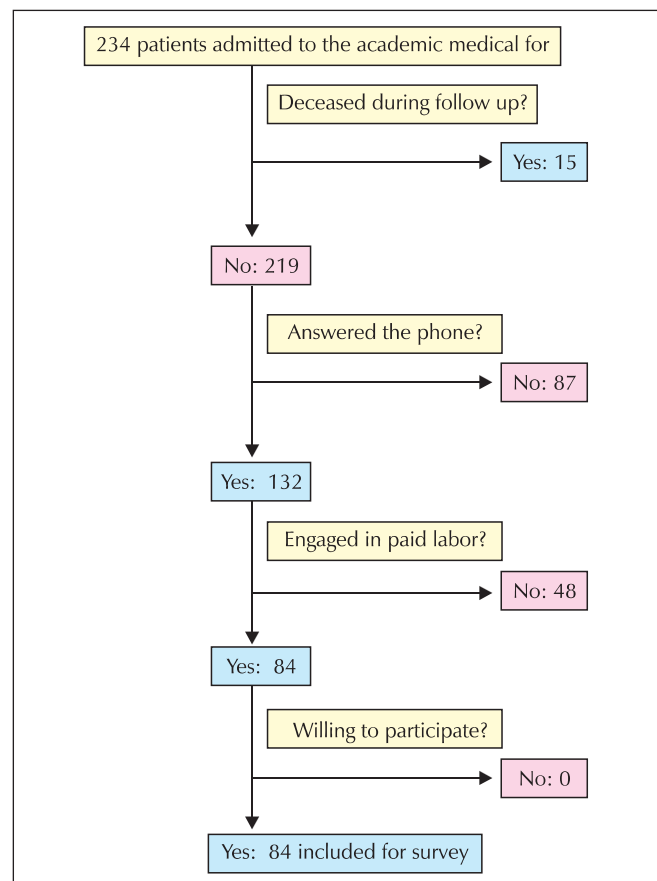 234 patients admitted to the academic medical for
Deceased during follow up?
Yes: 15
No: 219
Answered the phone?
No: 87
Yes: 132
Engaged in paid labor?
No: 48
Yes: 84
Willing to participate?
No: 0
Yes: 84 included for survey